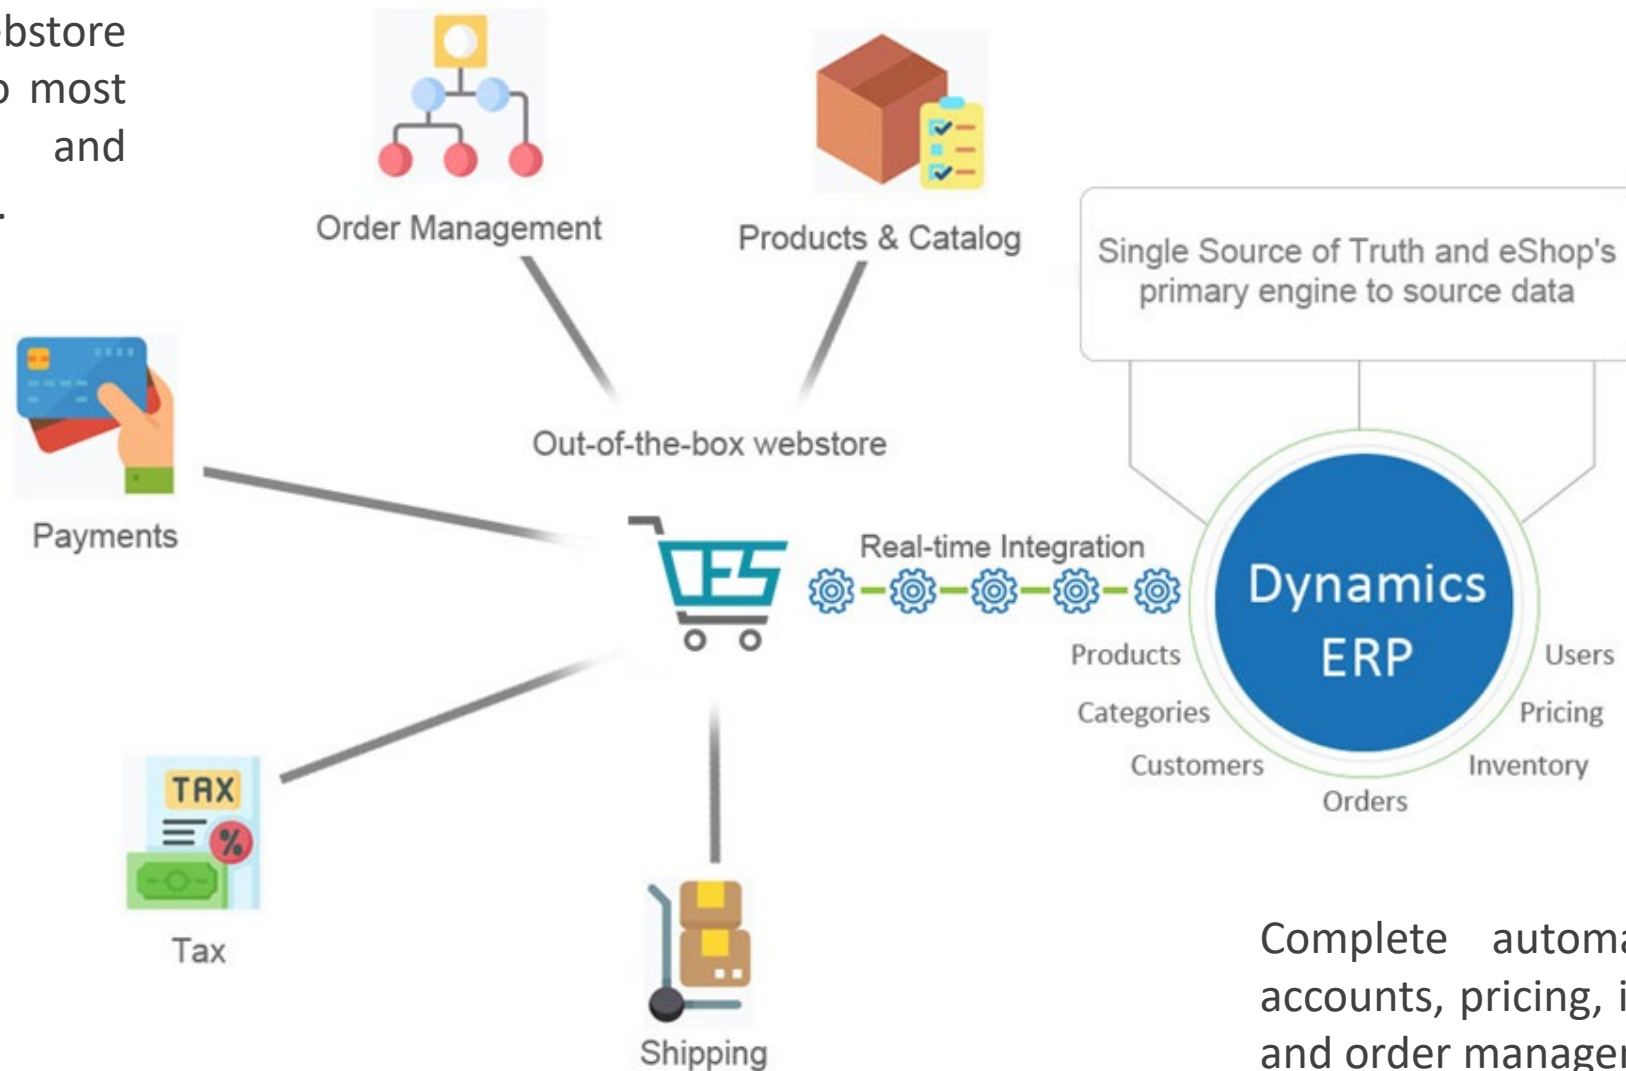 most
and
.
Order Management
Products & Catalog
Single Source of Truth and eShop's
primary engine to source data
Payments
Out-of-the-box webstore
Real-time Integration
Dynamics
ERP
Products
Users
Categories
Pricing
Customers
Inventory
Orders
TAX
%
Tax
Shipping
Complete
accounts, pricing,
and order